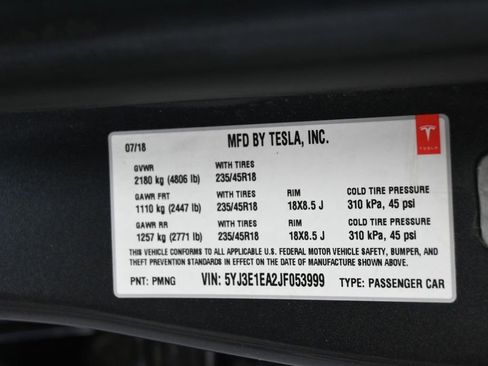 07/18 MFD BY TESLA, INC.
TESLA
GVWR WITH TIRES
2180 kg (4806 lb) 235/45R18
GAWR FRT WITH TIRES RIM COLD TIRE PRESSURE
1110 kg (2447 lb) 235/45R18 18X8.5 J 310 kPa, 45 psi
GAWR RR WITH TIRES RIM COLD TIRE PRESSURE
1257 kg (2771 lb) 235/45R18 18X8.5 J 310 kPa, 45 psi
THIS VEHICLE CONFORMS TO ALL APPLICABLE U.S. FEDERAL MOTOR VEHICLE SAFETY, BUMPER, AND
THEFT PREVENTION STANDARDS IN EFFECT ON THE DATE OF MANUFACTURE SHOWN ABOVE.
PNT: PMNG VIN: 5YJ3E1EA2JF053999 TYPE: PASSENGER CAR